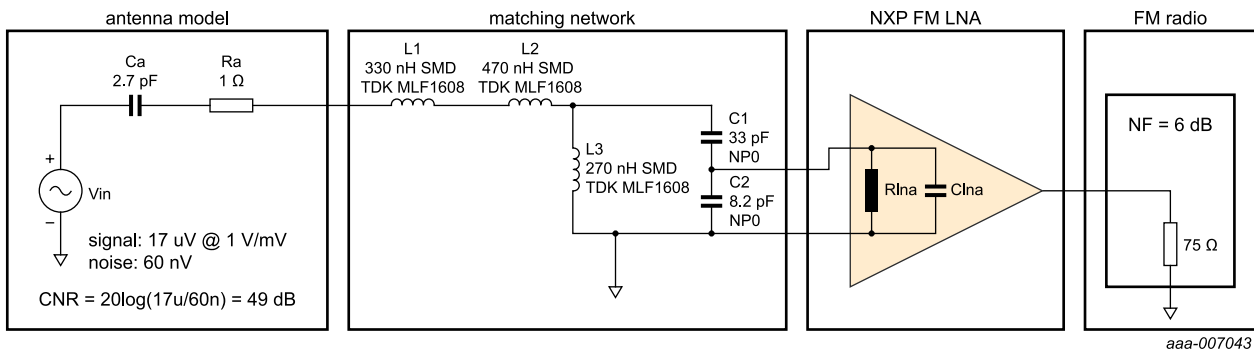 antenna model
matching network
NXP FM LNA
FM radio
Ca
2.7 pF
Ra
1 Ω
+
Vin
−
signal: 17 uV @ 1 V/mV
noise: 60 nV
CNR = 20log(17u/60n) = 49 dB
L1
330 nH SMD
TDK MLF1608
L2
470 nH SMD
TDK MLF1608
L3
270 nH SMD
TDK MLF1608
C1
33 pF
NP0
C2
8.2 pF
NP0
Rlna
Clna
NF = 6 dB
75 Ω
aaa-007043